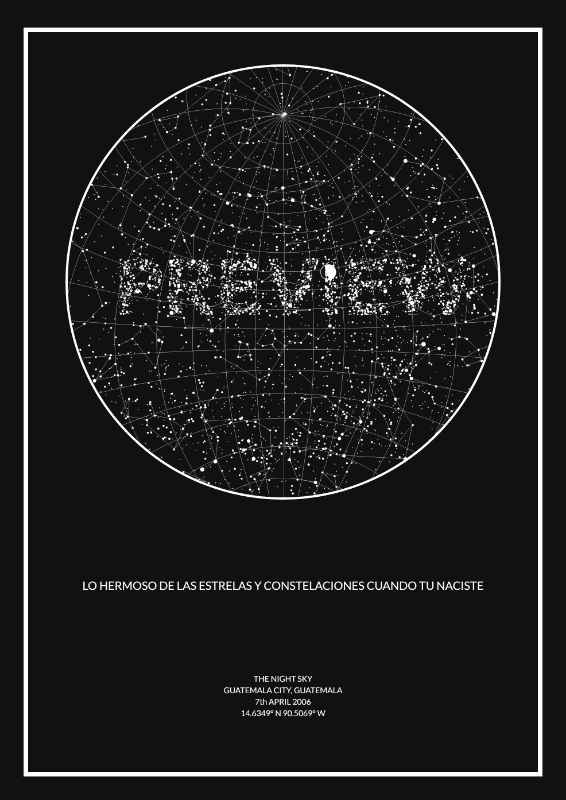 PREVIEW
LO HERMOSO DE LAS ESTRELAS Y CONSTELACIONES CUANDO TU NACISTE
THE NIGHT SKY
GUATEMALA CITY, GUATEMALA
7th APRIL 2006
14.6349° N 90.5069° W